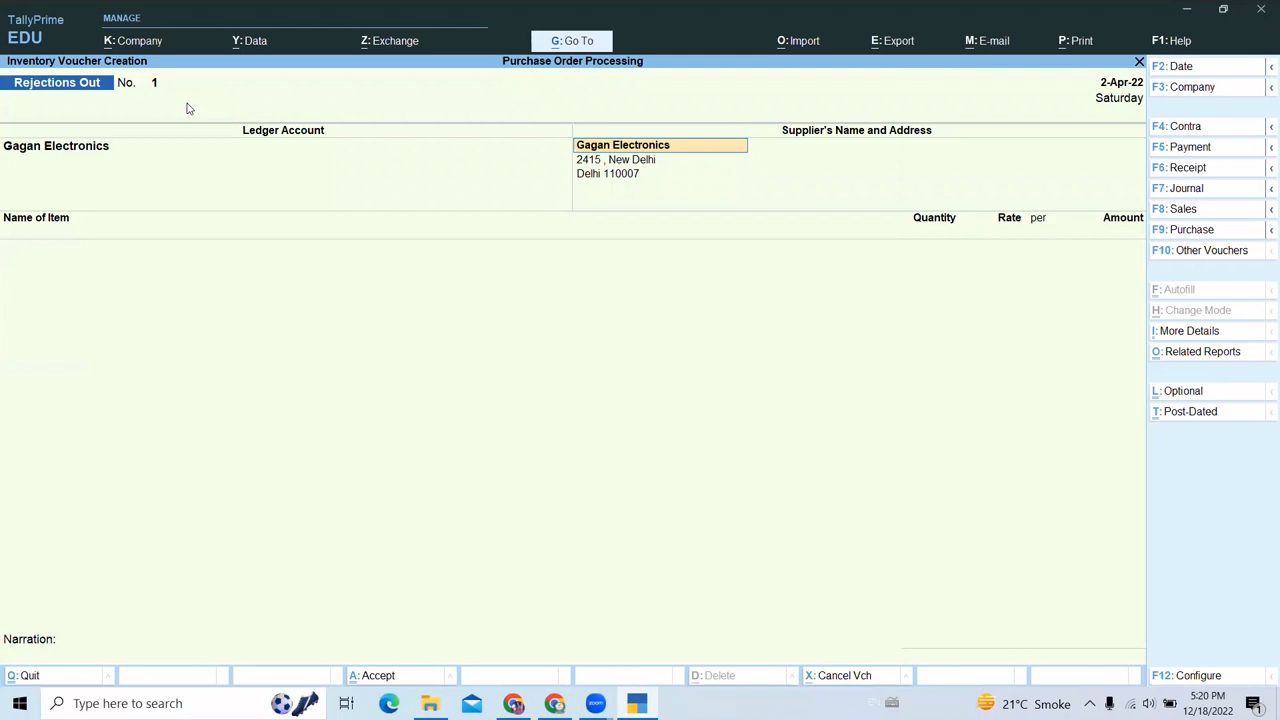 TallyPrime
EDU
MANAGE
K: Company
Y: Data
Z: Exchange
G: Go To
O: Import
E: Export
M: E-mail
P: Print
F1: Help
Inventory Voucher Creation
Purchase Order Processing
Rejections Out No. 1
2-Apr-22
Saturday
Ledger Account
Supplier's Name and Address
Gagan Electronics
Gagan Electronics
2415 , New Delhi
Delhi 110007
Name of Item
Quantity
Rate per
Amount
Narration:
F2: Date
F3: Company
F4: Contra
F5: Payment
F6: Receipt
F7: Journal
F8: Sales
F9: Purchase
F10: Other Vouchers
F: Autofill
H: Change Mode
I: More Details
O: Related Reports
L: Optional
T: Post-Dated
Q: Quit
A: Accept
D: Delete
X: Cancel Vch
F12: Configure
Type here to search
zoom
21°C Smoke
5:20 PM
12/18/2022
1